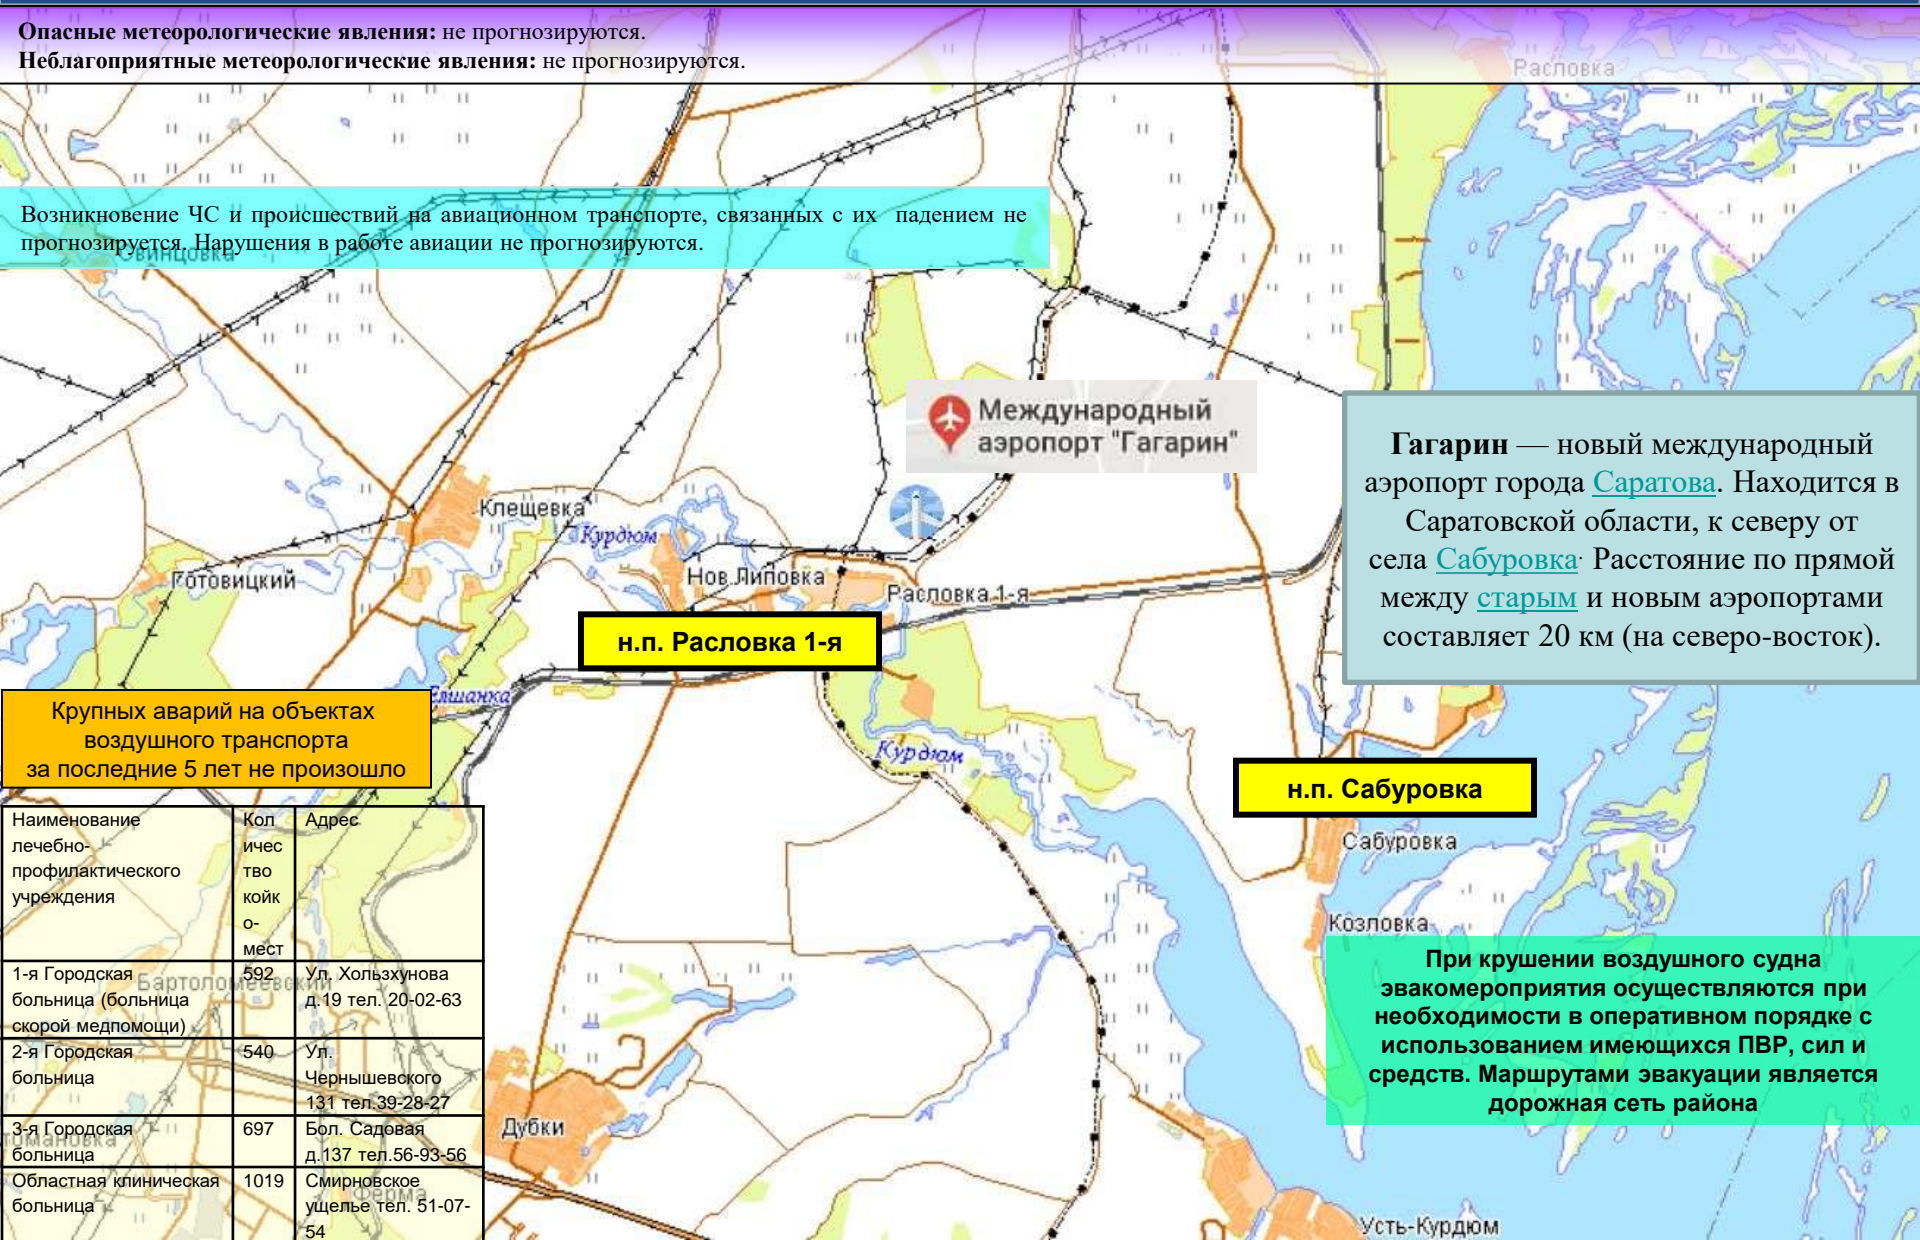 Опасные метеорологические явления: не прогнозируются.
Неблагоприятные метеорологические явления: не прогнозируются.
Расловка
Возникновение ЧС и происшествий на авиационном транспорте, связанных с их падением не
прогнозируется. Нарушения в работе авиации не прогнозируются.
Свинцовка
Международный
аэропорт "Гагарин"
Гагарин — новый международный
аэропорт города Саратова. Находится в
Саратовской области, к северу от
села Сабуровка. Расстояние по прямой
между старым и новым аэропортами
составляет 20 км (на северо-восток).
Клещевка
Курдюм
Готовицкий
Нов.Липовка
Расловка 1-я
н.п. Расловка 1-я
Елшанка
Крупных аварий на объектах
воздушного транспорта
за последние 5 лет не произошло
Курдюм
н.п. Сабуровка
Сабуровка
Козловка
При крушении воздушного судна
эвакомероприятия осуществляются при
необходимости в оперативном порядке с
использованием имеющихся ПВР, сил и
средств. Маршрутами эвакуации является
дорожная сеть района
Наименование
лечебно-
профилактического
учреждения
Кол
ичес
тво
койк
о-
мест
Адрес
1-я Городская
больница (больница
скорой медпомощи)
592
Ул. Хользхунова
д.19 тел. 20-02-63
Бартоломеевский
2-я Городская
больница
540
Ул.
Чернышевского
131 тел.39-28-27
3-я Городская
больница
697
Бол. Садовая
д.137 тел.56-93-56
Областная клиническая
больница
1019
Смирновское
ущелье тел. 51-07-
54
Ферма
Дубки
Усть-Курдюм